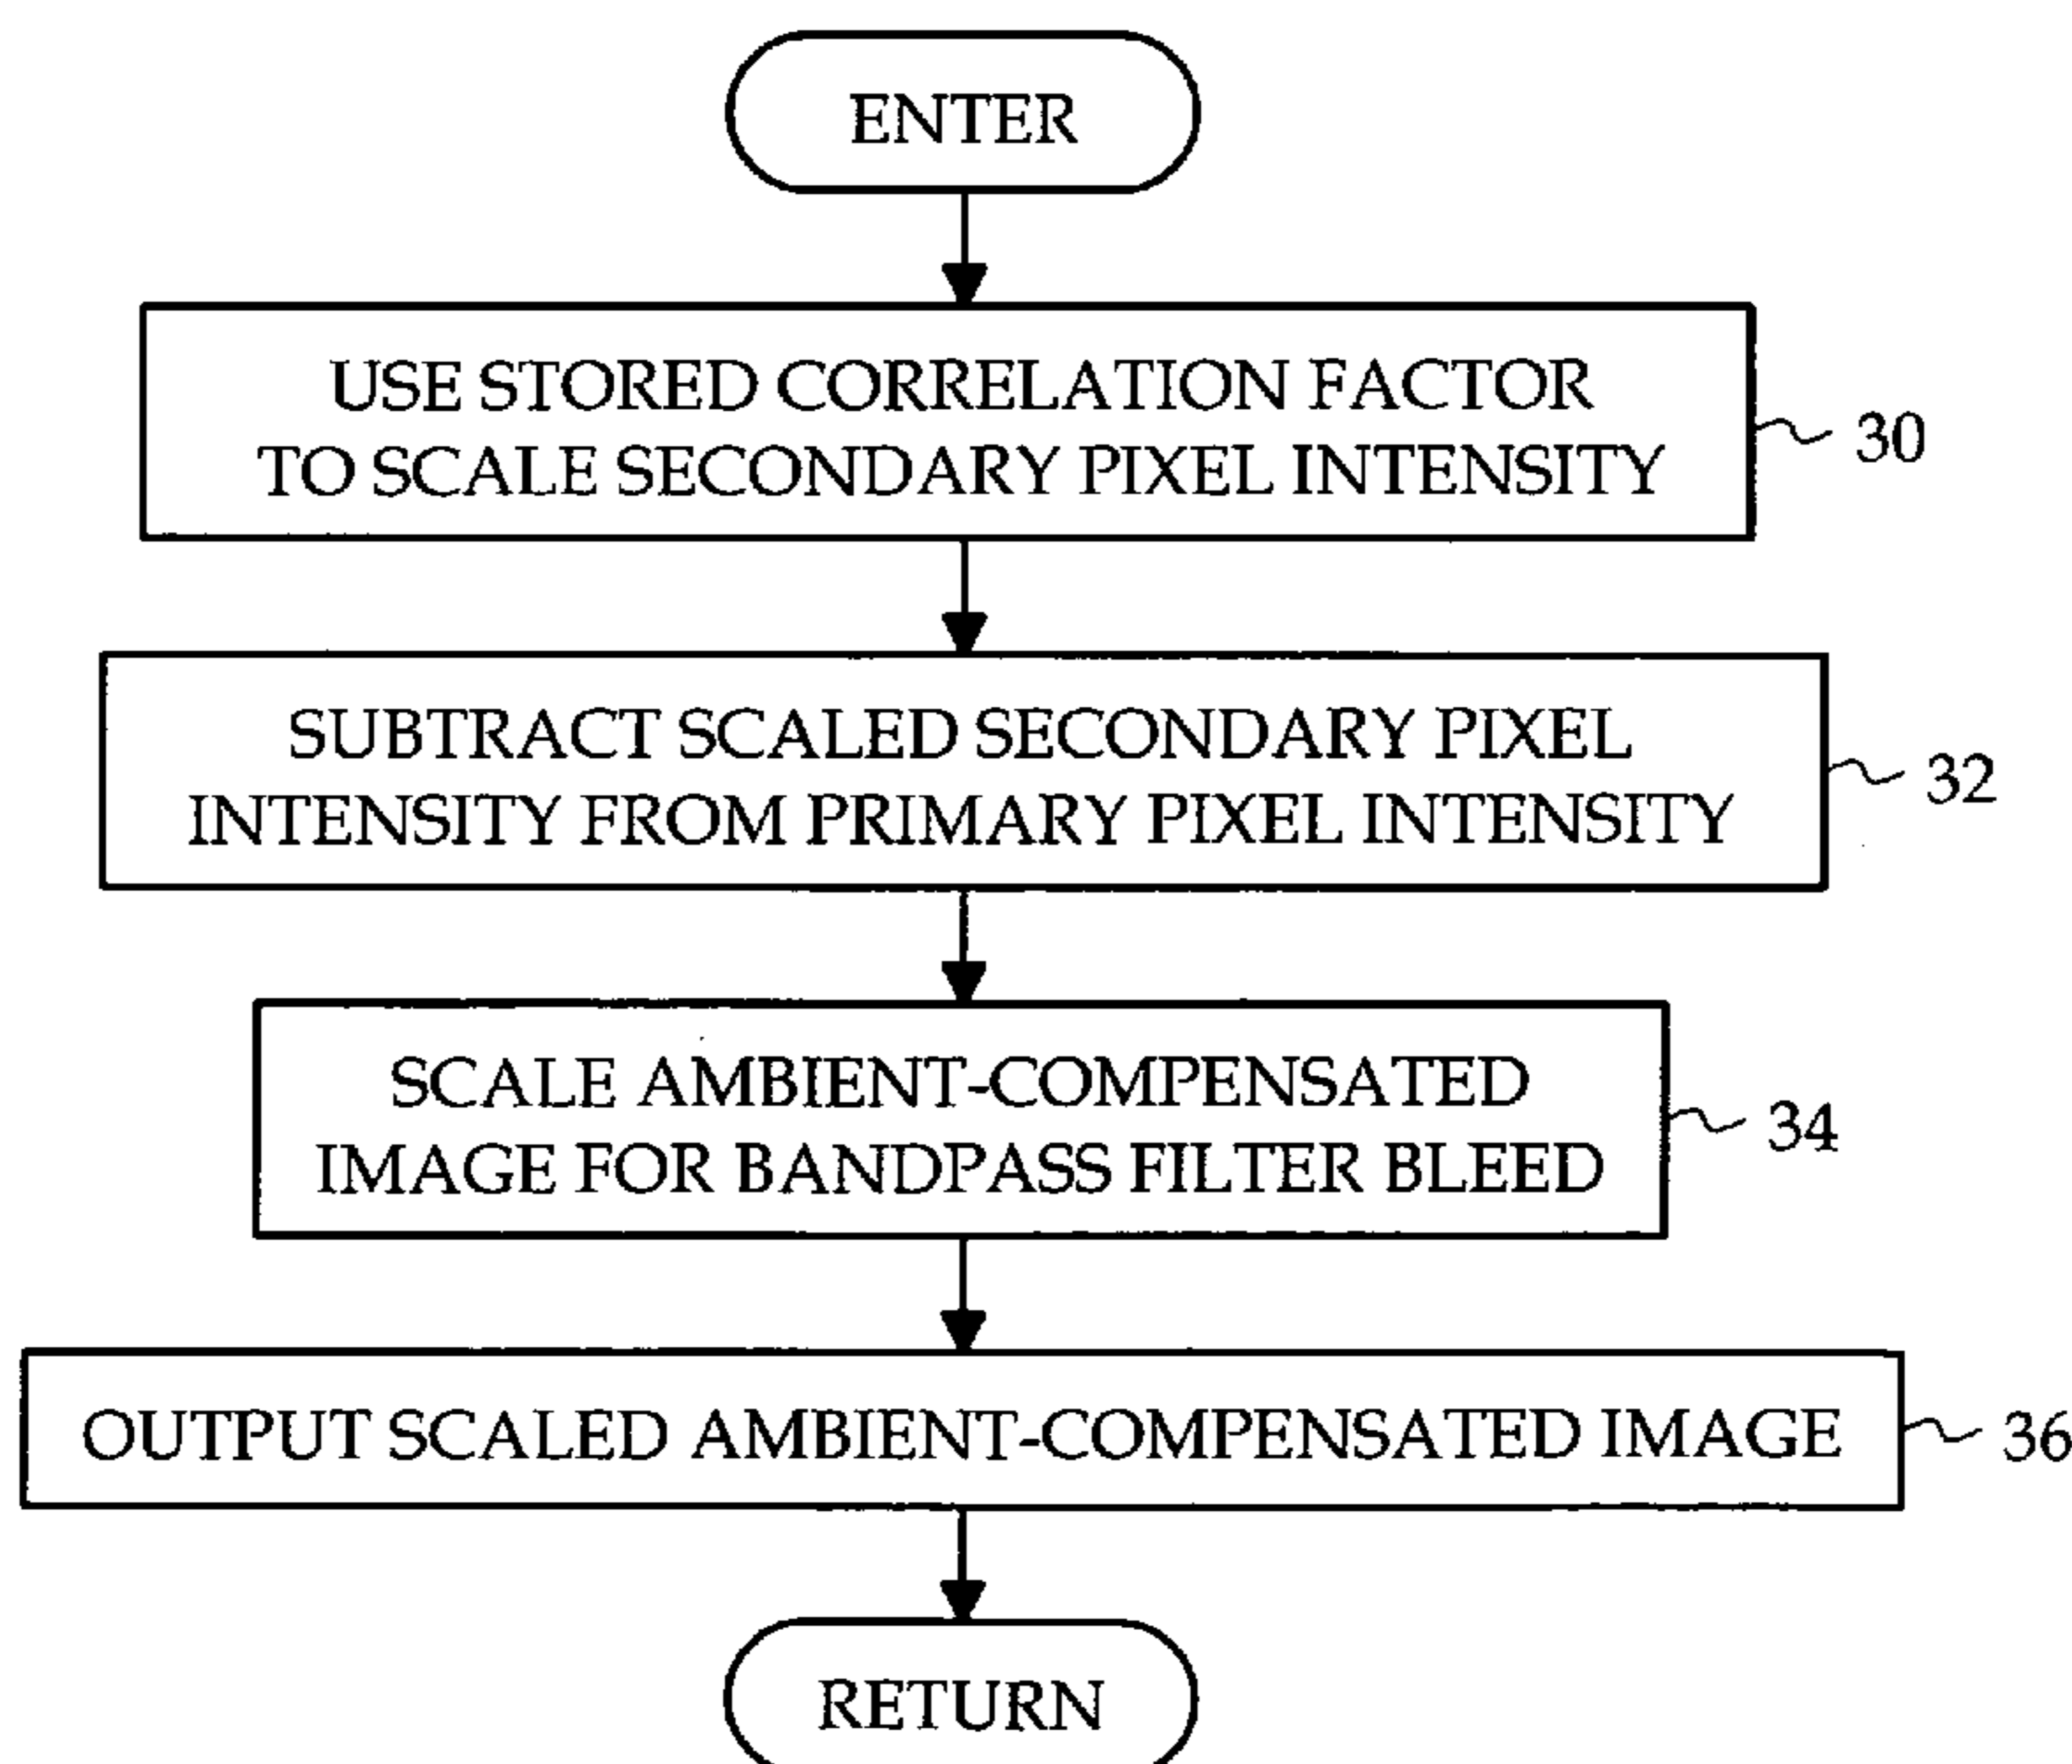 ENTER
USE STORED CORRELATION FACTOR
TO SCALE SECONDARY PIXEL INTENSITY
30
SUBTRACT SCALED SECONDARY PIXEL
INTENSITY FROM PRIMARY PIXEL INTENSITY
32
SCALE AMBIENT-COMPENSATED
IMAGE FOR BANDPASS FILTER BLEED
34
OUTPUT SCALED AMBIENT-COMPENSATED IMAGE
36
RETURN